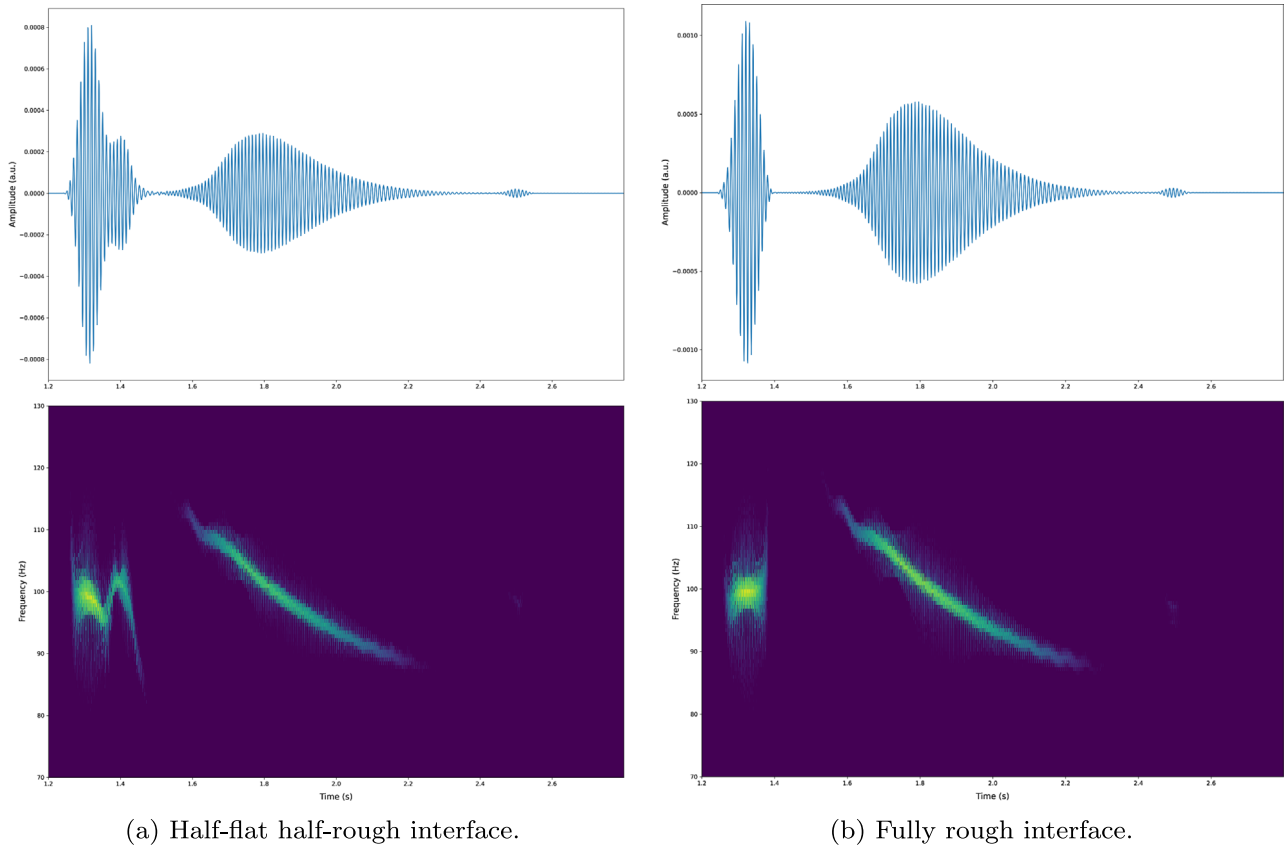 0.0008
0.0006
0.0004
0.0002
0.0000
−0.0002
−0.0004
−0.0006
−0.0008
Amplitude (a.u.)
1.2 1.4 1.6 1.8 2.0 2.2 2.4 2.6
130
120
110
100
90
80
70
Frequency (Hz)
1.2 1.4 1.6 1.8 2.0 2.2 2.4 2.6
Time (s)
(a) Half-flat half-rough interface.
0.0010
0.0005
0.0000
−0.0005
−0.0010
Amplitude (a.u.)
1.2 1.4 1.6 1.8 2.0 2.2 2.4 2.6
130
120
110
100
90
80
70
Frequency (Hz)
1.2 1.4 1.6 1.8 2.0 2.2 2.4 2.6
Time (s)
(b) Fully rough interface.